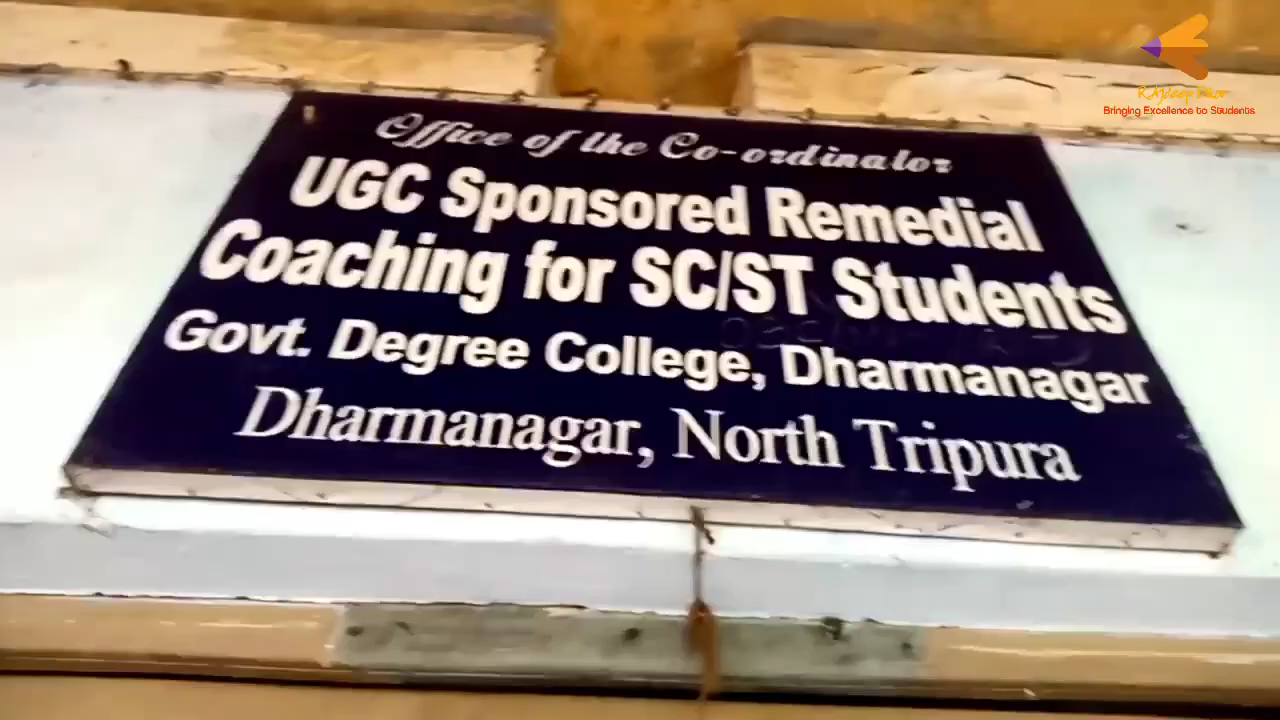 Office of the Co-ordinator
UGC Sponsored Remedial
Coaching for SC/ST Students
Govt. Degree College, Dharmanagar
Dharmanagar, North Tripura
Bringing Excellence to Students